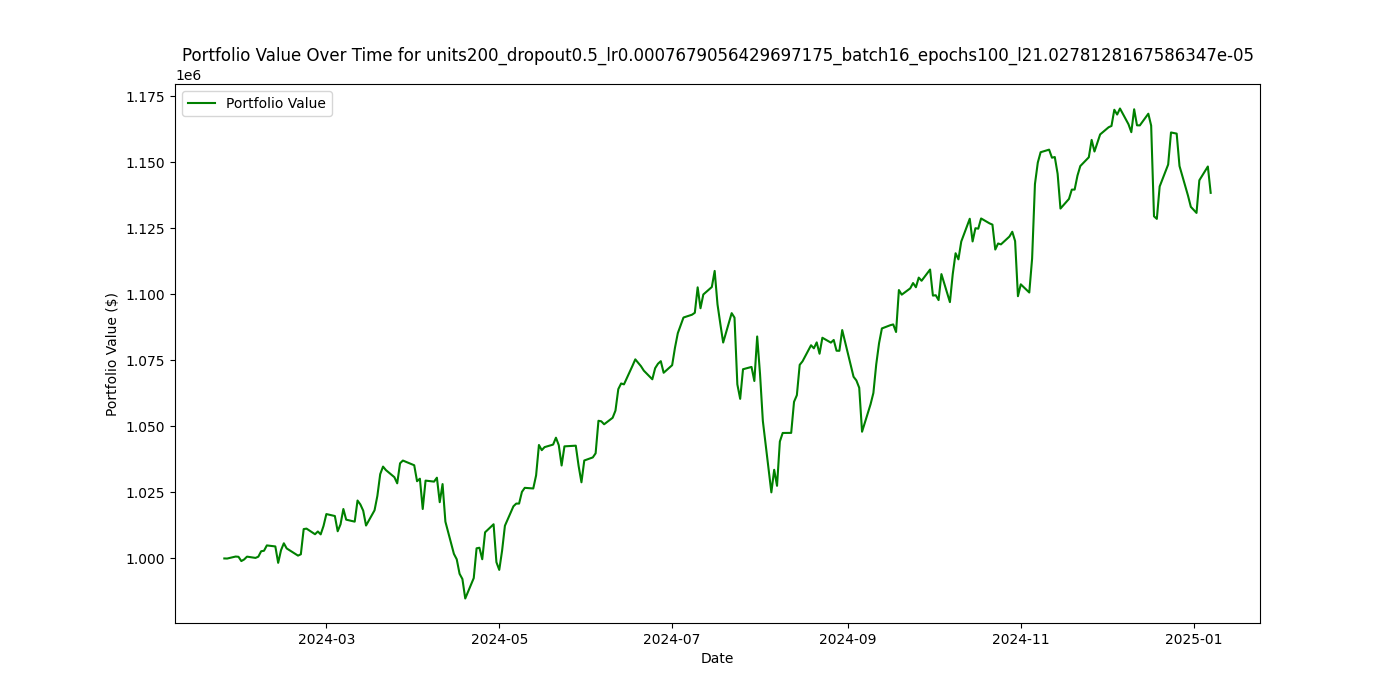 Portfolio Value Over Time for units200_dropout0.5_lr0.0007679056429697175_batch16_epochs100_l21.0278128167586347e-05
1e6
Portfolio Value
1.175
1.150
1.125
1.100
1.075
1.050
1.025
1.000
Portfolio Value ($)
2024-03 2024-05 2024-07 2024-09 2024-11 2025-01
Date